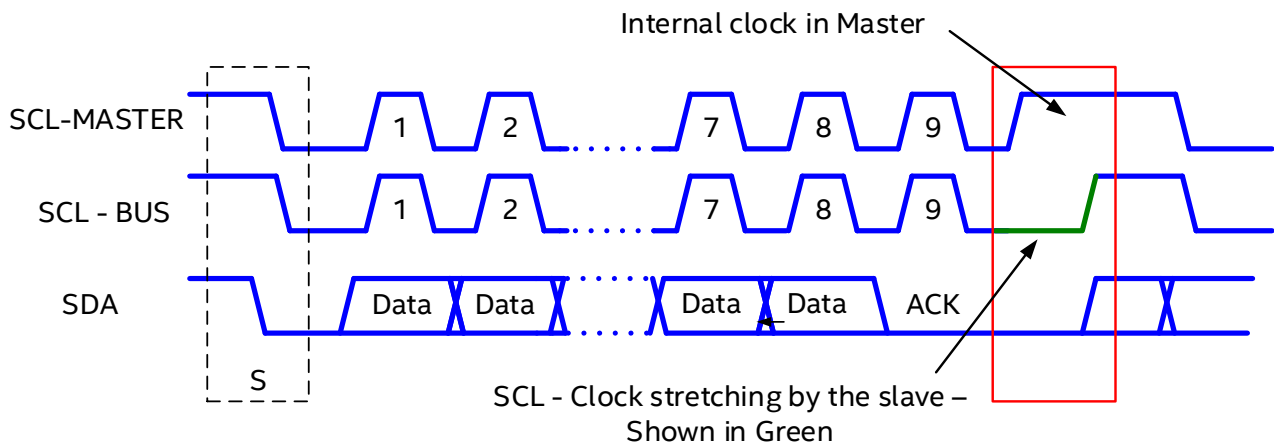 Internal clock in Master
SCL-MASTER
1 2 7 8 9
SCL - BUS
1 2 7 8 9
SDA
Data Data Data Data ACK
S
SCL - Clock stretching by the slave –
Shown in Green